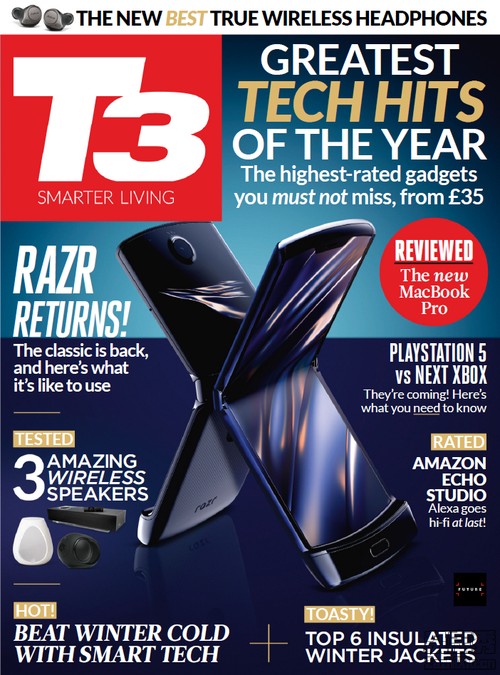 THE NEW BEST TRUE WIRELESS HEADPHONES
T3
SMARTER LIVING
GREATEST
TECH HITS
OF THE YEAR
The highest-rated gadgets
you must not miss, from £35
RAZR
RETURNS!
The classic is back,
and here's what
it's like to use
REVIEWED
The new
MacBook
Pro
PLAYSTATION 5
vs NEXT XBOX
They're coming! Here's
what you need to know
TESTED
3 AMAZING
WIRELESS
SPEAKERS
RATED
AMAZON
ECHO
STUDIO
Alexa goes
hi-fi at last!
razr
FUTURE
HOT!
BEAT WINTER COLD
WITH SMART TECH
TOASTY!
TOP 6 INSULATED
WINTER JACKETS